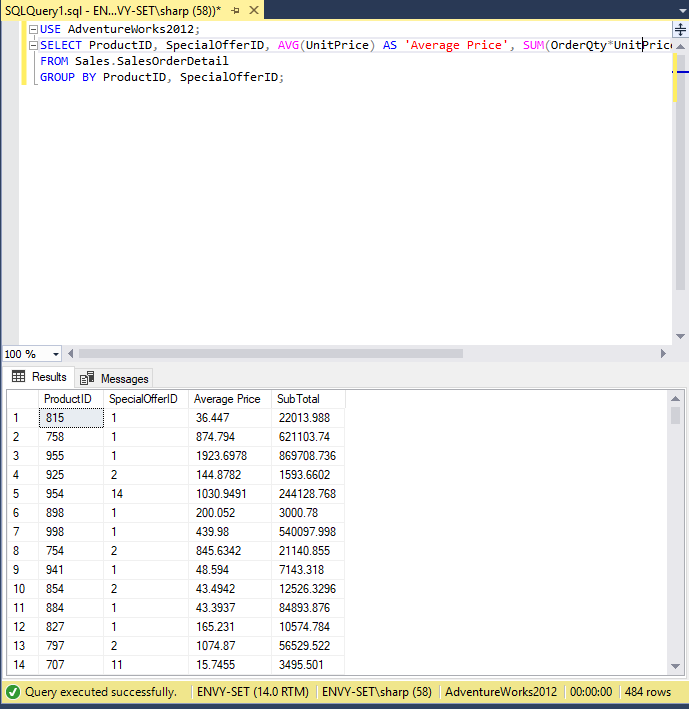 SQLQuery1.sql - EN...VY-SET\sharp (58))*
USE AdventureWorks2012;
SELECT ProductID, SpecialOfferID, AVG(UnitPrice) AS 'Average Price', SUM(OrderQty*UnitPrice
FROM Sales.SalesOrderDetail
GROUP BY ProductID, SpecialOfferID;
100 %
Results Messages
ProductID SpecialOfferID Average Price SubTotal
1 815 1 36.447 22013.988
2 758 1 874.794 621103.74
3 955 1 1923.6978 869708.736
4 925 2 144.8782 1593.6602
5 954 14 1030.9491 244128.768
6 898 1 200.052 3000.78
7 998 1 439.98 540097.998
8 754 2 845.6342 21140.855
9 941 1 48.594 7143.318
10 854 2 43.4942 12526.3296
11 884 1 43.3937 84893.876
12 827 1 165.231 10574.784
13 797 2 1074.87 56529.522
14 707 11 15.7455 3495.501
Query executed successfully. ENVY-SET (14.0 RTM) ENVY-SET\sharp (58) AdventureWorks2012 00:00:00 484 rows